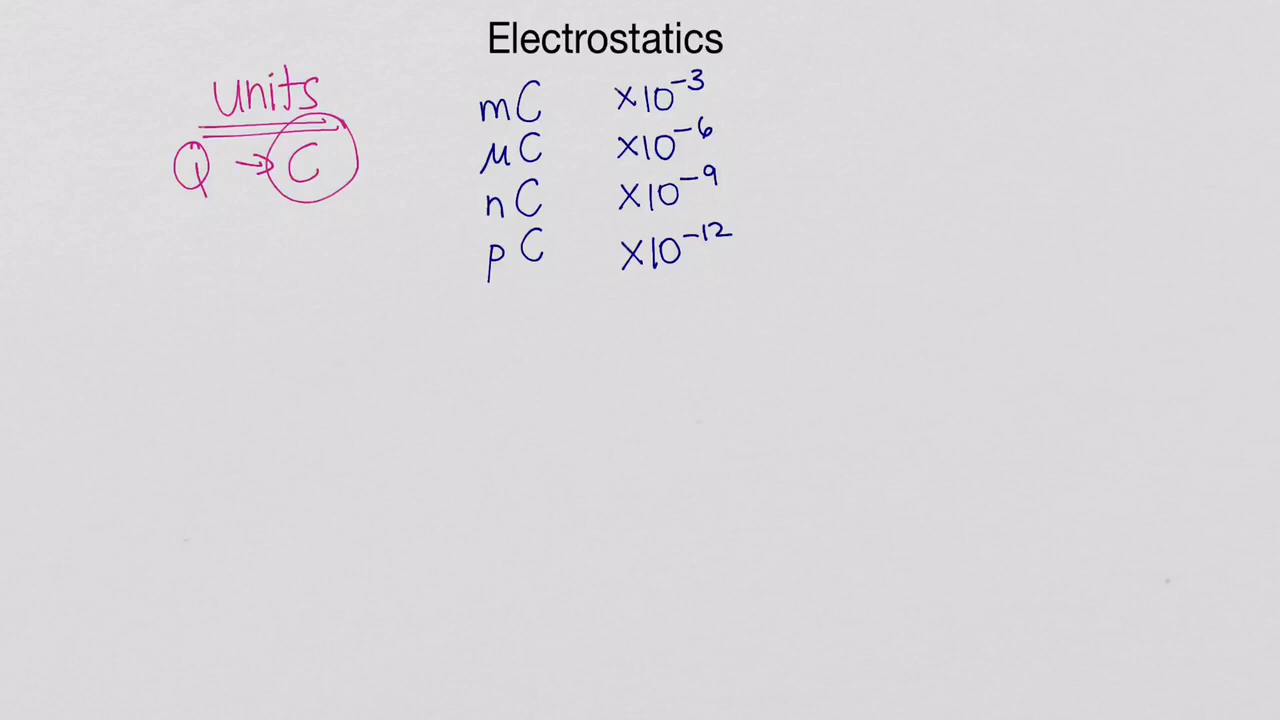 Electrostatics
units
Q → C
mC ×10⁻³
μC ×10⁻⁶
nC ×10⁻⁹
pC ×10⁻¹²